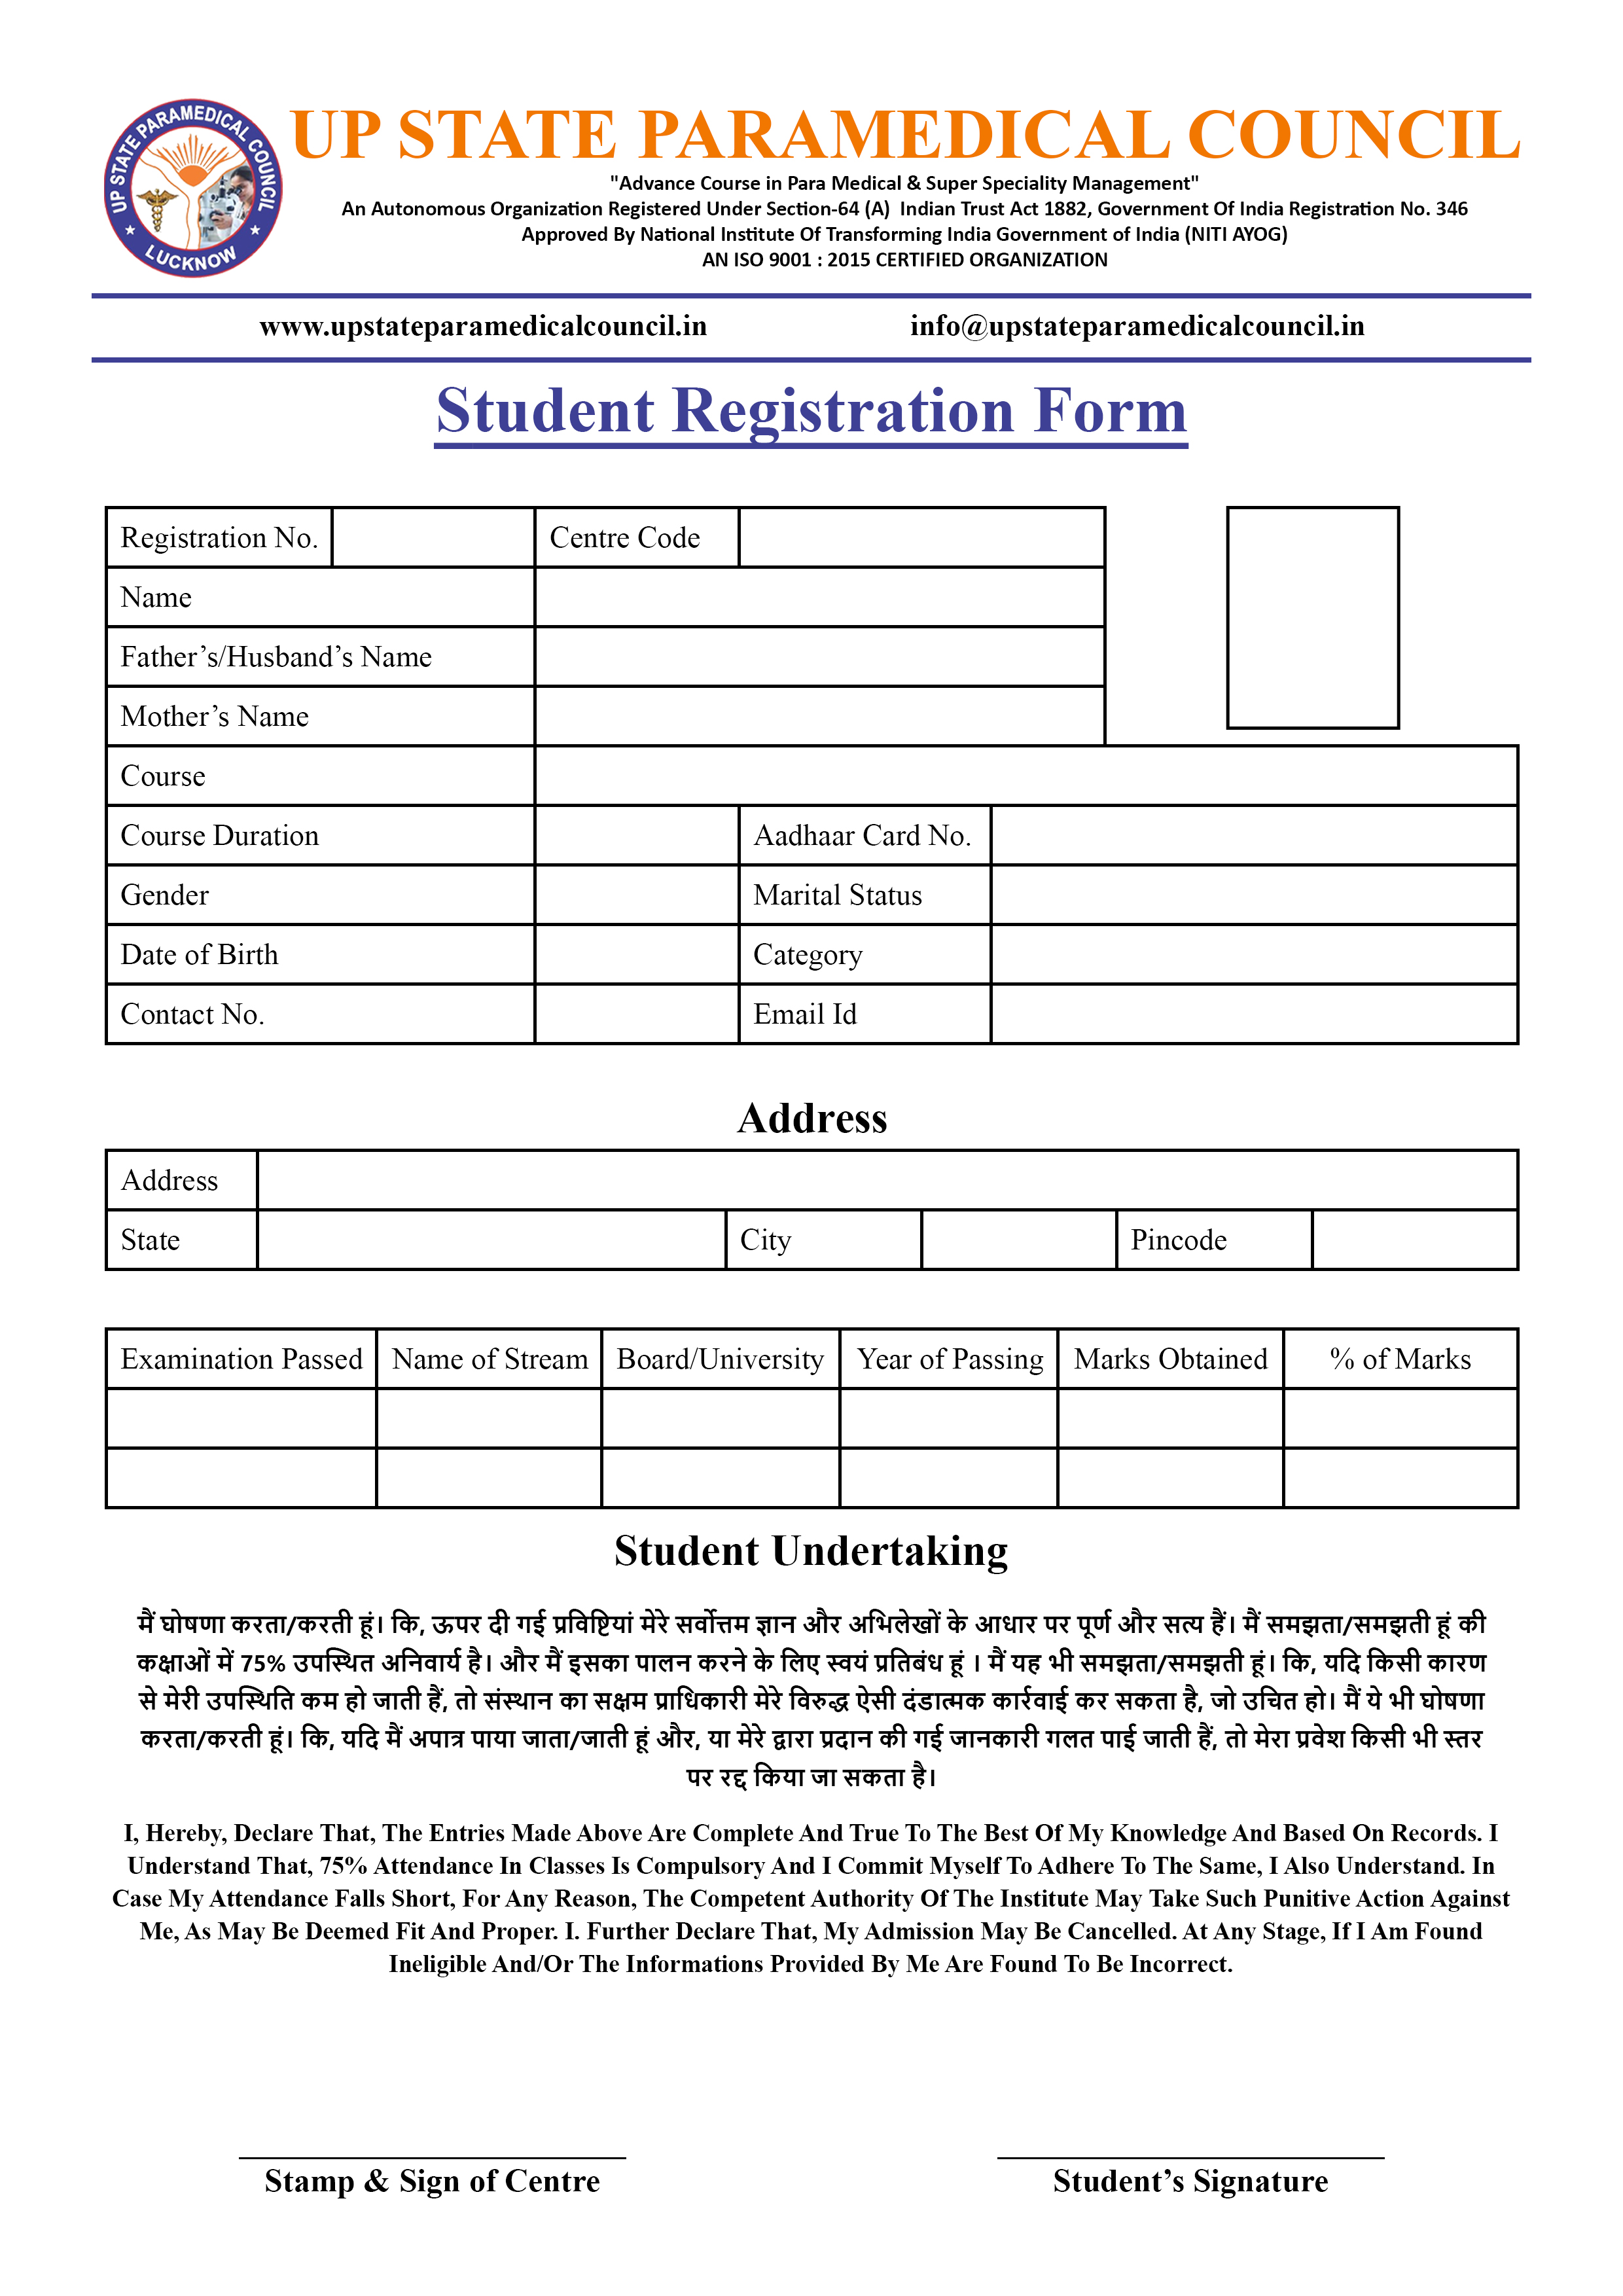 UP STATE PARAMEDICAL COUNCIL
LUCKNOW
UP STATE PARAMEDICAL COUNCIL
"Advance Course in Para Medical & Super Speciality Management"
An Autonomous Organization Registered Under Section-64 (A)  Indian Trust Act 1882, Government Of India Registration No. 346
Approved By National Institute Of Transforming India Government of India (NITI AYOG)
AN ISO 9001 : 2015 CERTIFIED ORGANIZATION
www.upstateparamedicalcouncil.in info@upstateparamedicalcouncil.in
Student Registration Form
Registration No. Centre Code
Name
Father’s/Husband’s Name
Mother’s Name
Course
Course Duration Aadhaar Card No.
Gender Marital Status
Date of Birth Category
Contact No. Email Id
Address
Address
State City Pincode
Examination Passed Name of Stream Board/University Year of Passing Marks Obtained % of Marks
Student Undertaking
मैं घोषणा करता/करती हूं। कि, ऊपर दी गई प्रविष्टियां मेरे सर्वोत्तम ज्ञान और अभिलेखों के आधार पर पूर्ण और सत्य हैं। मैं समझता/समझती हूं की
कक्षाओं में 75% उपस्थित अनिवार्य है। और मैं इसका पालन करने के लिए स्वयं प्रतिबंध हूं । मैं यह भी समझता/समझती हूं। कि, यदि किसी कारण
से मेरी उपस्थिति कम हो जाती हैं, तो संस्थान का सक्षम प्राधिकारी मेरे विरुद्ध ऐसी दंडात्मक कार्रवाई कर सकता है, जो उचित हो। मैं ये भी घोषणा
करता/करती हूं। कि, यदि मैं अपात्र पाया जाता/जाती हूं और, या मेरे द्वारा प्रदान की गई जानकारी गलत पाई जाती हैं, तो मेरा प्रवेश किसी भी स्तर
पर रद्द किया जा सकता है।
I, Hereby, Declare That, The Entries Made Above Are Complete And True To The Best Of My Knowledge And Based On Records. I
Understand That, 75% Attendance In Classes Is Compulsory And I Commit Myself To Adhere To The Same, I Also Understand. In
Case My Attendance Falls Short, For Any Reason, The Competent Authority Of The Institute May Take Such Punitive Action Against
Me, As May Be Deemed Fit And Proper. I. Further Declare That, My Admission May Be Cancelled. At Any Stage, If I Am Found
Ineligible And/Or The Informations Provided By Me Are Found To Be Incorrect.
Stamp & Sign of Centre Student’s Signature